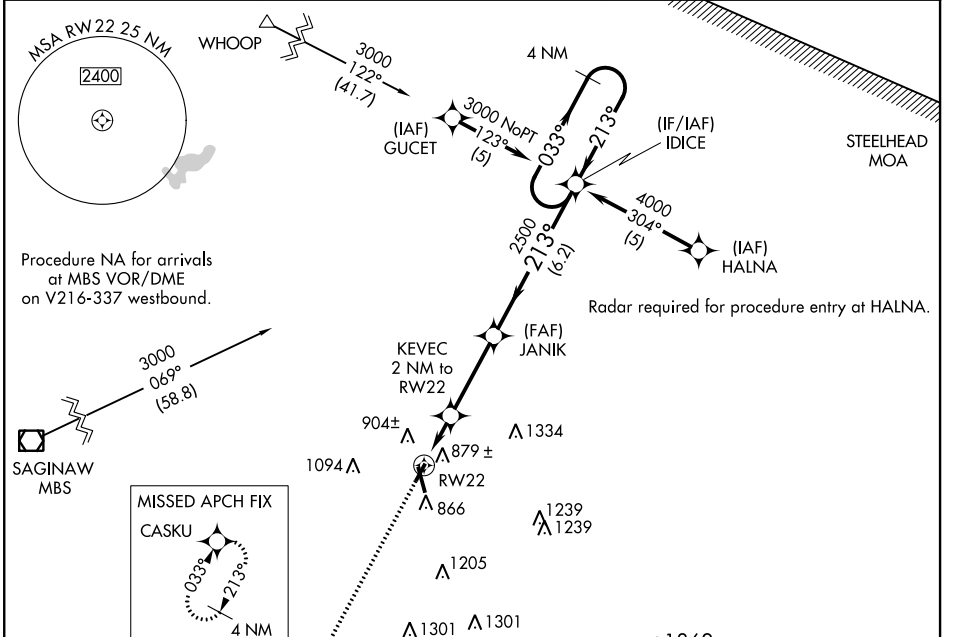 MSA RW22 25 NM
2400
WHOOP
3000
122°
(41.7)
4 NM
(IAF)
GUCET
3000 NoPT
123°
(5)
033°
213°
(IF/IAF)
IDICE
STEELHEAD
MOA
4000
304°
(5)
(IAF)
HALNA
Procedure NA for arrivals
at MBS VOR/DME
on V216-337 westbound.
2500
213°
(6.2)
Radar required for procedure entry at HALNA.
(FAF)
JANIK
3000
069°
(58.8)
KEVEC
2 NM to
RW22
SAGINAW
MBS
904±
1334
879 ±
1094
RW22
866
MISSED APCH FIX
CASKU
033°
213°
4 NM
1239
1239
1205
1301
1301